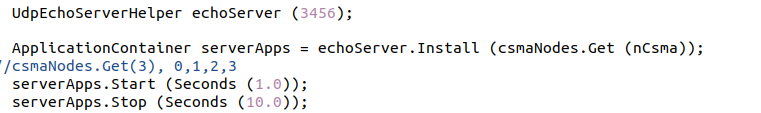 UdpEchoServerHelper echoServer (3456);
ApplicationContainer serverApps = echoServer.Install (csmaNodes.Get (nCsma));
//csmaNodes.Get(3), 0,1,2,3
serverApps.Start (Seconds (1.0));
serverApps.Stop (Seconds (10.0));